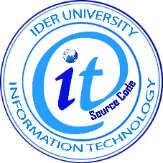 IDER UNIVERSITY
it
Source Code
INFORMATION TECHNOLOGY